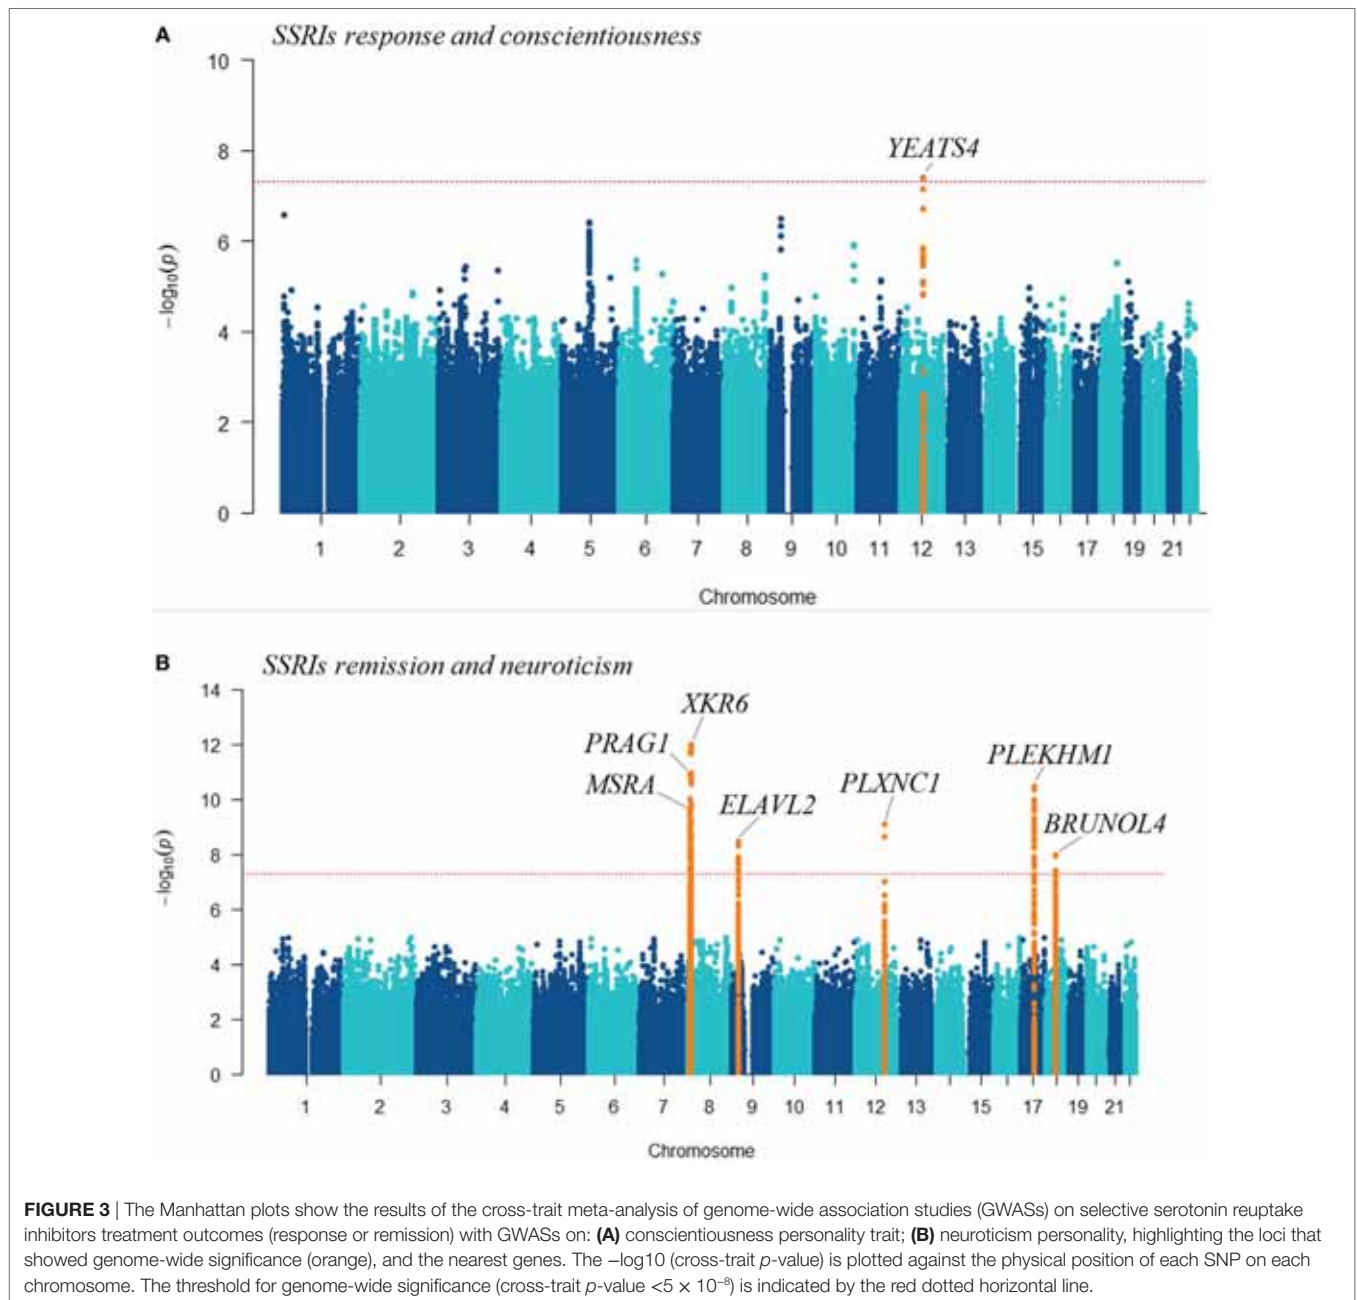 A
SSRIs response and conscientiousness
10
8
6
4
2
0
−log10(p)
YEATS4
1 2 3 4 5 6 7 8 9 10 11 12 13 15 17 19 21
Chromosome
B
SSRIs remission and neuroticism
14
12
10
8
6
4
2
0
−log10(p)
XKR6
PRAG1
MSRA
ELAVL2
PLXNC1
PLEKHM1
BRUNOL4
1 2 3 4 5 6 7 8 9 10 11 12 13 15 17 19 21
Chromosome
FIGURE 3 | The Manhattan plots show the results of the cross-trait meta-analysis of genome-wide association studies (GWASs) on selective serotonin reuptake
inhibitors treatment outcomes (response or remission) with GWASs on: (A) conscientiousness personality trait; (B) neuroticism personality, highlighting the loci that
showed genome-wide significance (orange), and the nearest genes. The −log10 (cross-trait p-value) is plotted against the physical position of each SNP on each
chromosome. The threshold for genome-wide significance (cross-trait p-value <5 × 10⁻⁸) is indicated by the red dotted horizontal line.